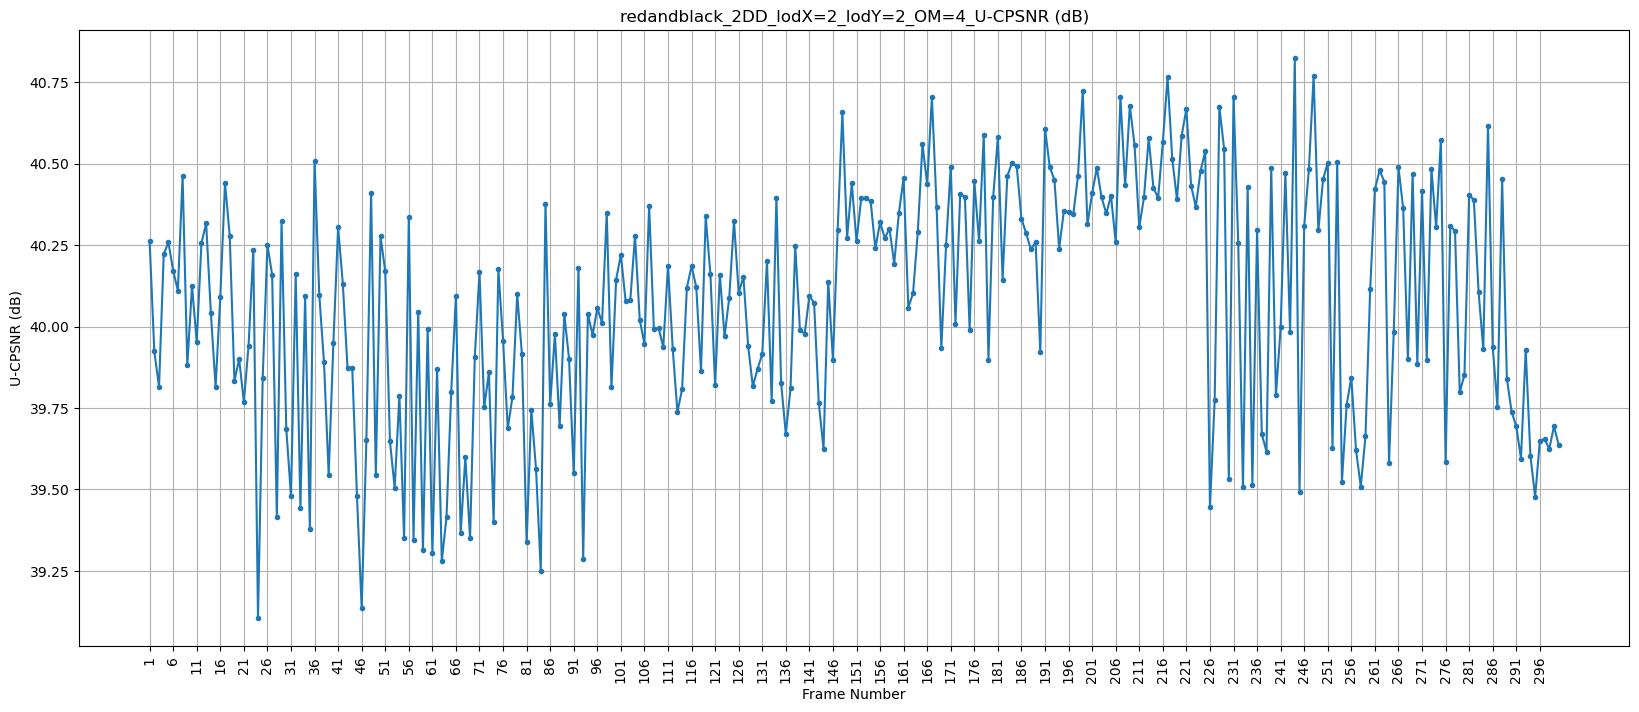 redandblack_2DD_lodX=2_lodY=2_OM=4_U-CPSNR (dB)
U-CPSNR (dB)
40.75
40.50
40.25
40.00
39.75
39.50
39.25
1 6 11 16 21 26 31 36 41 46 51 56 61 66 71 76 81 86 91 96 101 106 111 116 121 126 131 136 141 146 151 156 161 166 171 176 181 186 191 196 201 206 211 216 221 226 231 236 241 246 251 256 261 266 271 276 281 286 291 296
Frame Number